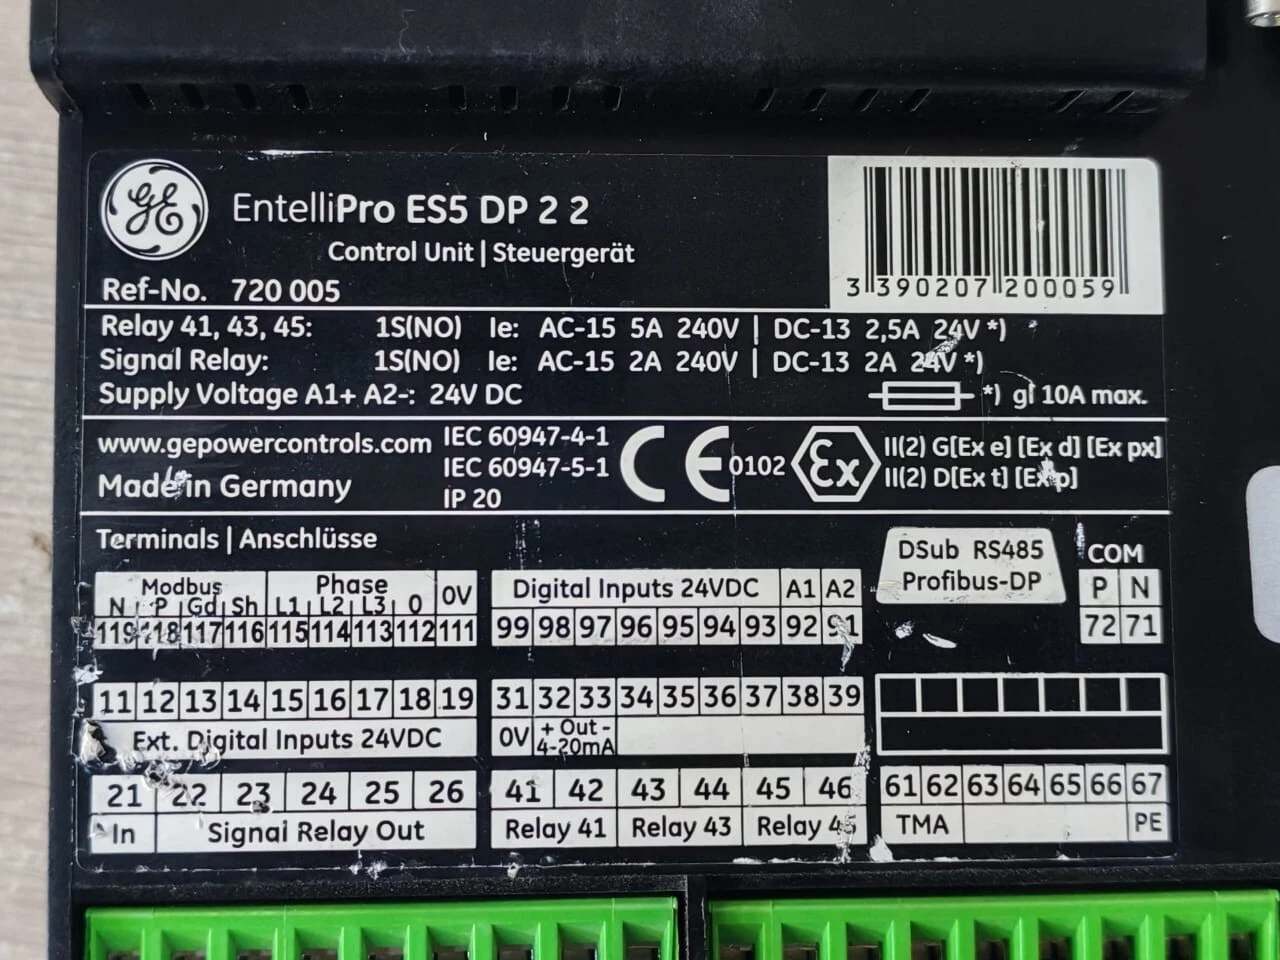 GE
EntelliPro ES5 DP 2 2
Control Unit | Steuergerät
Ref-No. 720 005
3 390207 200059
Relay 41, 43, 45: 1S(NO) Ie: AC-15 5A 240V | DC-13 2,5A 24V *)
Signal Relay: 1S(NO) Ie: AC-15 2A 240V | DC-13 2A 24V *)
Supply Voltage A1+ A2-: 24V DC
*) gl 10A max.
www.gepowercontrols.com
Made in Germany
IEC 60947-4-1
IEC 60947-5-1
IP 20
CE 0102
Ex
II(2) G[Ex e] [Ex d] [Ex px]
II(2) D[Ex t] [Ex p]
Terminals | Anschlüsse
Modbus Phase 0V
N P Gd Sh L1 L2 L3 0
119 118 117 116 115 114 113 112 111
Digital Inputs 24VDC A1 A2
99 98 97 96 95 94 93 92 91
DSub RS485
Profibus-DP
COM
P N
72 71
11 12 13 14 15 16 17 18 19
Ext. Digital Inputs 24VDC
31 32 33 34 35 36 37 38 39
0V + Out -
4-20mA
21 22 23 24 25 26
In Signal Relay Out
41 42 43 44 45 46
Relay 41 Relay 43 Relay 45
61 62 63 64 65 66 67
TMA PE